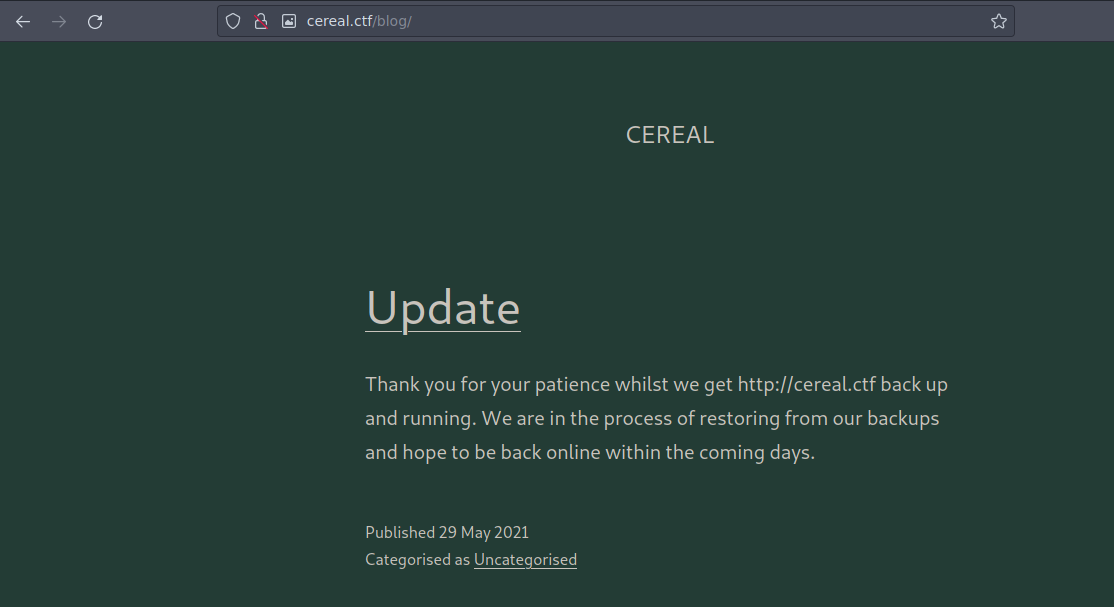 cereal.ctf/blog/
CEREAL
Update
Thank you for your patience whilst we get http://cereal.ctf back up
and running. We are in the process of restoring from our backups
and hope to be back online within the coming days.
Published 29 May 2021
Categorised as Uncategorised